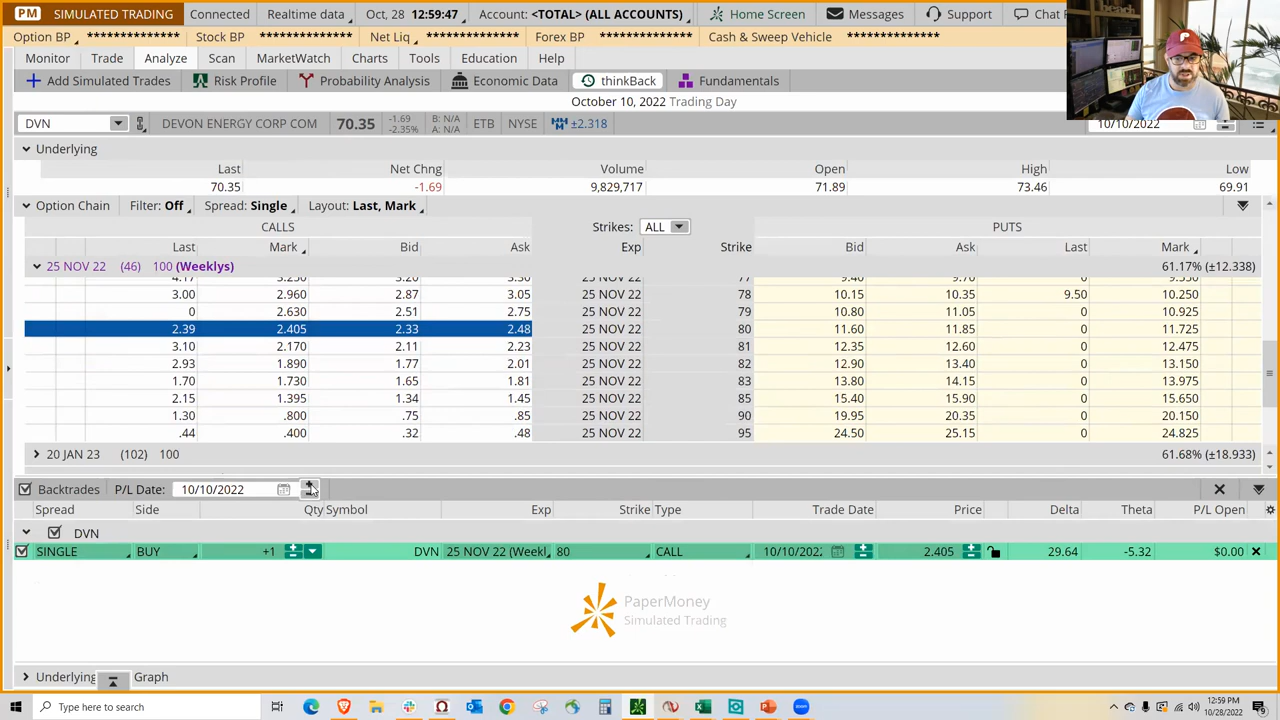 PM SIMULATED TRADING Connected Realtime data Oct, 28 12:59:47 Account: <TOTAL> (ALL ACCOUNTS) Home Screen Messages Support Chat
Option BP ************** Stock BP ************** Net Liq ************** Forex BP ************** Cash & Sweep Vehicle **************
Monitor Trade Analyze Scan MarketWatch Charts Tools Education Help
Add Simulated Trades Risk Profile Probability Analysis Economic Data thinkBack Fundamentals
October 10, 2022 Trading Day
DVN DEVON ENERGY CORP COM 70.35 -1.69 -2.35% B: N/A A: N/A ETB NYSE ±2.318 10/10/2022
Underlying
Last Net Chng Volume Open High Low
70.35 -1.69 9,829,717 71.89 73.46 69.91
Option Chain Filter: Off Spread: Single Layout: Last, Mark
CALLS Strikes: ALL PUTS
Last Mark Bid Ask Exp Strike Bid Ask Last Mark
25 NOV 22 (46) 100 (Weeklys) 61.17% (±12.338)
25 NOV 22 77
3.00 2.960 2.87 3.05 25 NOV 22 78 10.15 10.35 9.50 10.250
0 2.630 2.51 2.75 25 NOV 22 79 10.80 11.05 0 10.925
2.39 2.405 2.33 2.48 25 NOV 22 80 11.60 11.85 0 11.725
3.10 2.170 2.11 2.23 25 NOV 22 81 12.35 12.60 0 12.475
2.93 1.890 1.77 2.01 25 NOV 22 82 12.90 13.40 0 13.150
1.70 1.730 1.65 1.81 25 NOV 22 83 13.80 14.15 0 13.975
2.15 1.395 1.34 1.45 25 NOV 22 85 15.40 15.90 0 15.650
1.30 .800 .75 .85 25 NOV 22 90 19.95 20.35 0 20.150
.44 .400 .32 .48 25 NOV 22 95 24.50 25.15 0 24.825
20 JAN 23 (102) 100 61.68% (±18.933)
Backtrades P/L Date: 10/10/2022
Spread Side Qty Symbol Exp Strike Type Trade Date Price Delta Theta P/L Open
DVN
SINGLE BUY +1 DVN 25 NOV 22 (Weekl 80 CALL 10/10/2022 2.405 29.64 -5.32 $0.00
PaperMoney
Simulated Trading
Underlying Graph
Type here to search 12:59 PM
10/28/2022